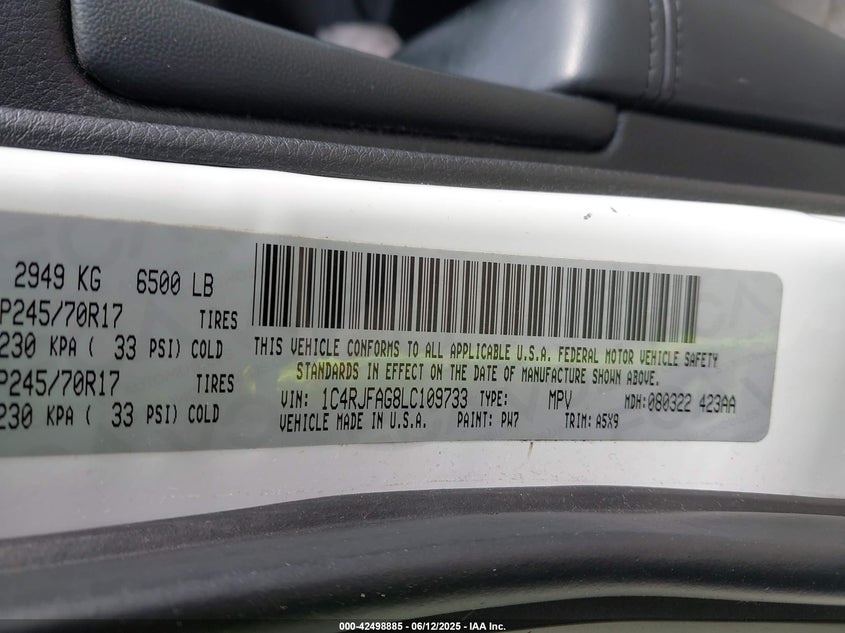 2949 KG 6500 LB
P245/70R17 TIRES
230 KPA ( 33 PSI) COLD
P245/70R17 TIRES
230 KPA ( 33 PSI) COLD
THIS VEHICLE CONFORMS TO ALL APPLICABLE U.S.A. FEDERAL MOTOR VEHICLE SAFETY
STANDARDS IN EFFECT ON THE DATE OF MANUFACTURE SHOWN ABOVE.
VIN: 1C4RJFAG8LC109733 TYPE: MPV MDH:080322 423AA
VEHICLE MADE IN U.S.A. PAINT: PW7 TRIM: A5X9
000-42498885 - 06/12/2025 - IAA Inc.